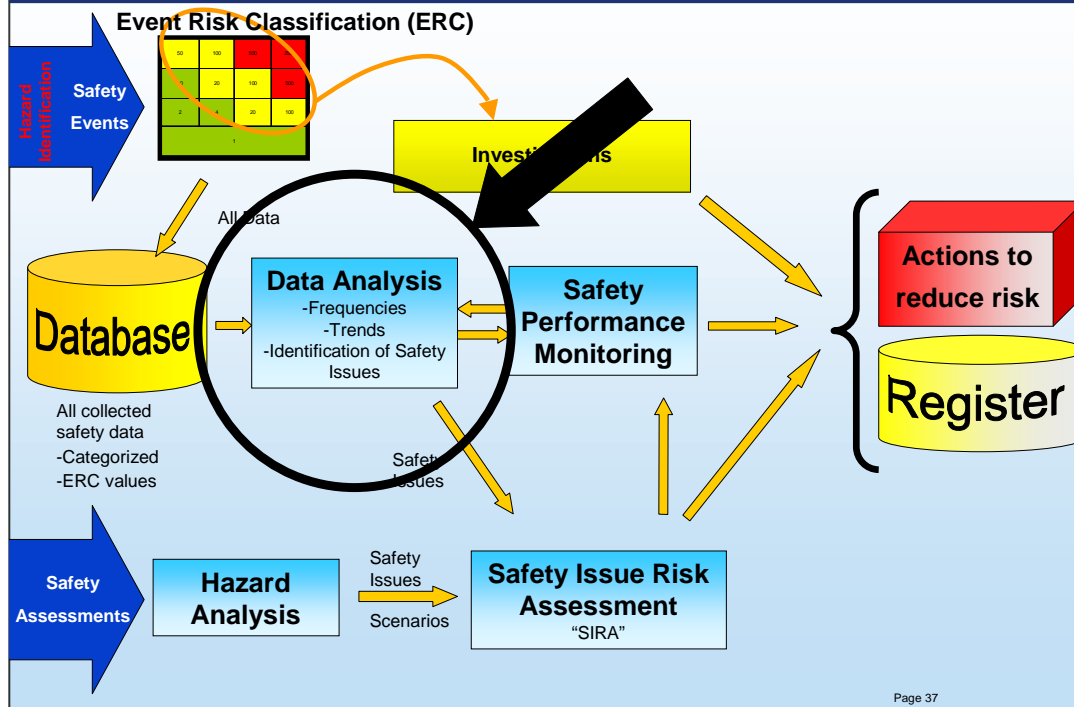 Event Risk Classification (ERC)
Hazard
Identification
Safety
Events
50 100
20 100
2 4 20 100
1
All Data
Database
All collected
safety data
-Categorized
-ERC values
Data Analysis
-Frequencies
-Trends
-Identification of Safety
Issues
Safety
Performance
Monitoring
Actions to
reduce risk
Register
Safety
Issues
Safety
Assessments
Hazard
Analysis
Safety
Issues
Scenarios
Safety Issue Risk
Assessment
“SIRA”
Page 37